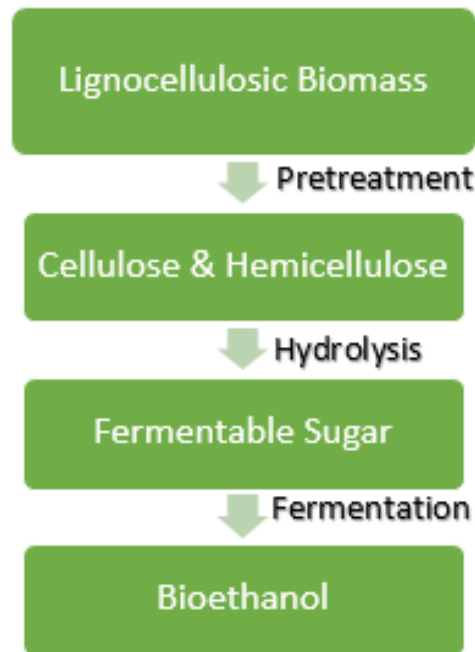 Lignocellulosic Biomass
Pretreatment
Cellulose & Hemicellulose
Hydrolysis
Fermentable Sugar
Fermentation
Bioethanol